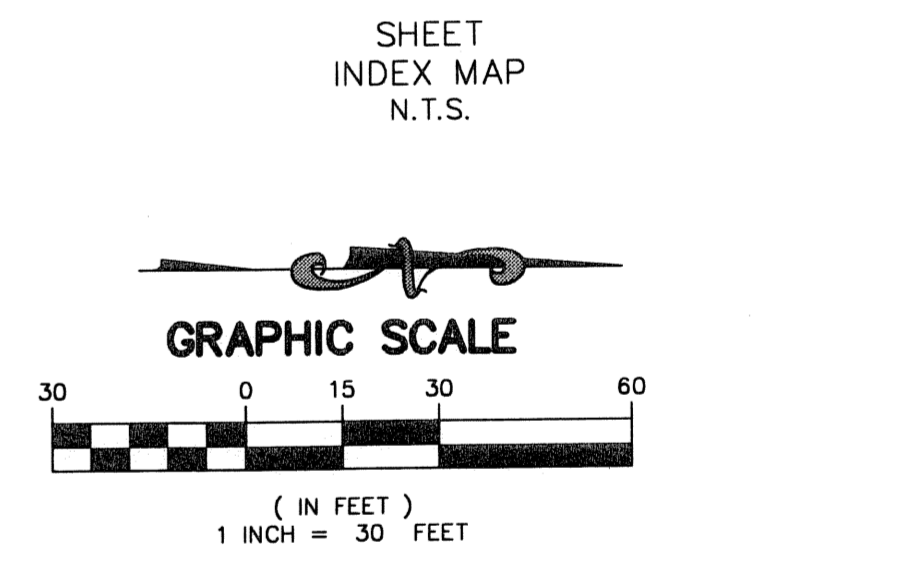 SHEET
INDEX MAP
N.T.S.
GRAPHIC SCALE
30 0 15 30 60
( IN FEET )
1 INCH = 30 FEET